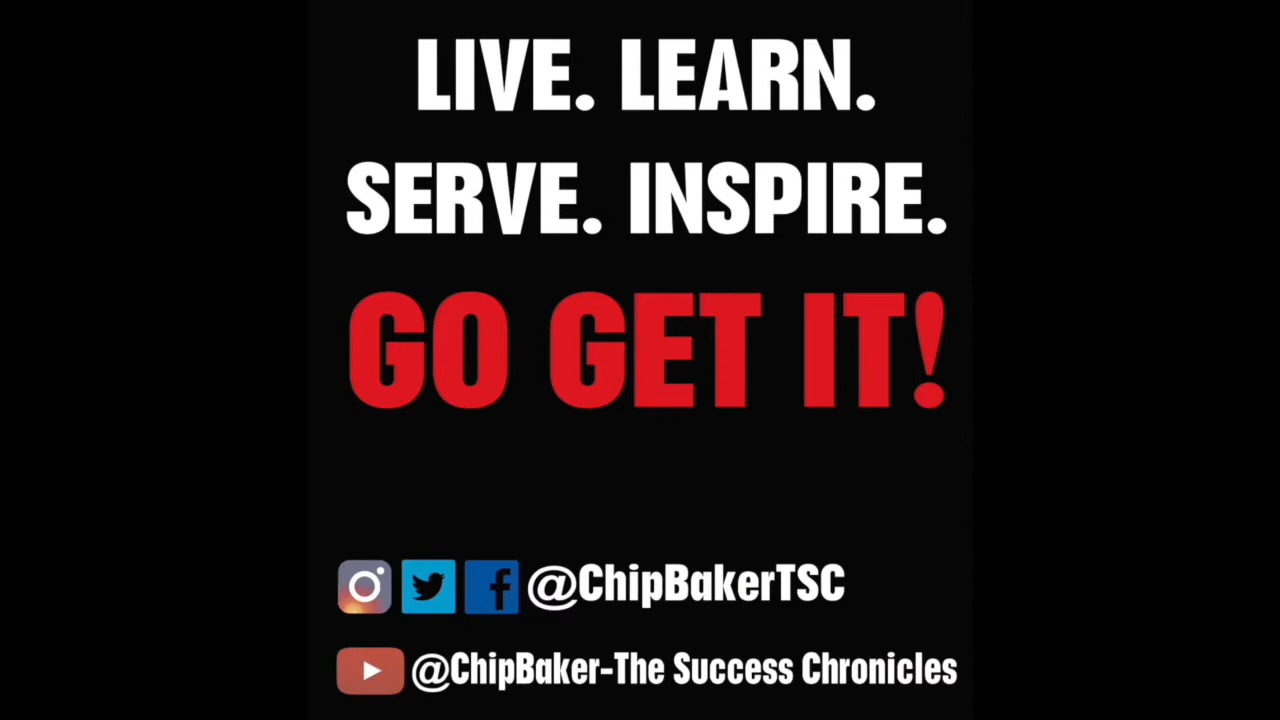 LIVE. LEARN.
SERVE. INSPIRE.
GO GET IT!
@ChipBakerTSC
@ChipBaker-The Success Chronicles